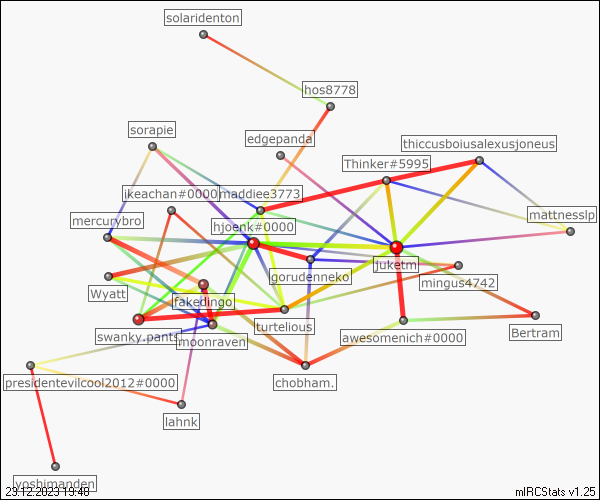 solaridenton
hos8778
sorapie
edgepanda
thiccusboiusalexusjoneus
Thinker#5995
ikeachan#0000
maddiee3773
mercurybro
hjoenk#0000
mattnesslp
gorudenneko
juketm
mingus4742
Wyatt
fakedingo
swanky.pants
moonraven
turtelious
awesomenich#0000
Bertram
presidentevilcool2012#0000
chobham.
lahnk
yoshimanden
23.12.2023 19:48
mIRCStats v1.25